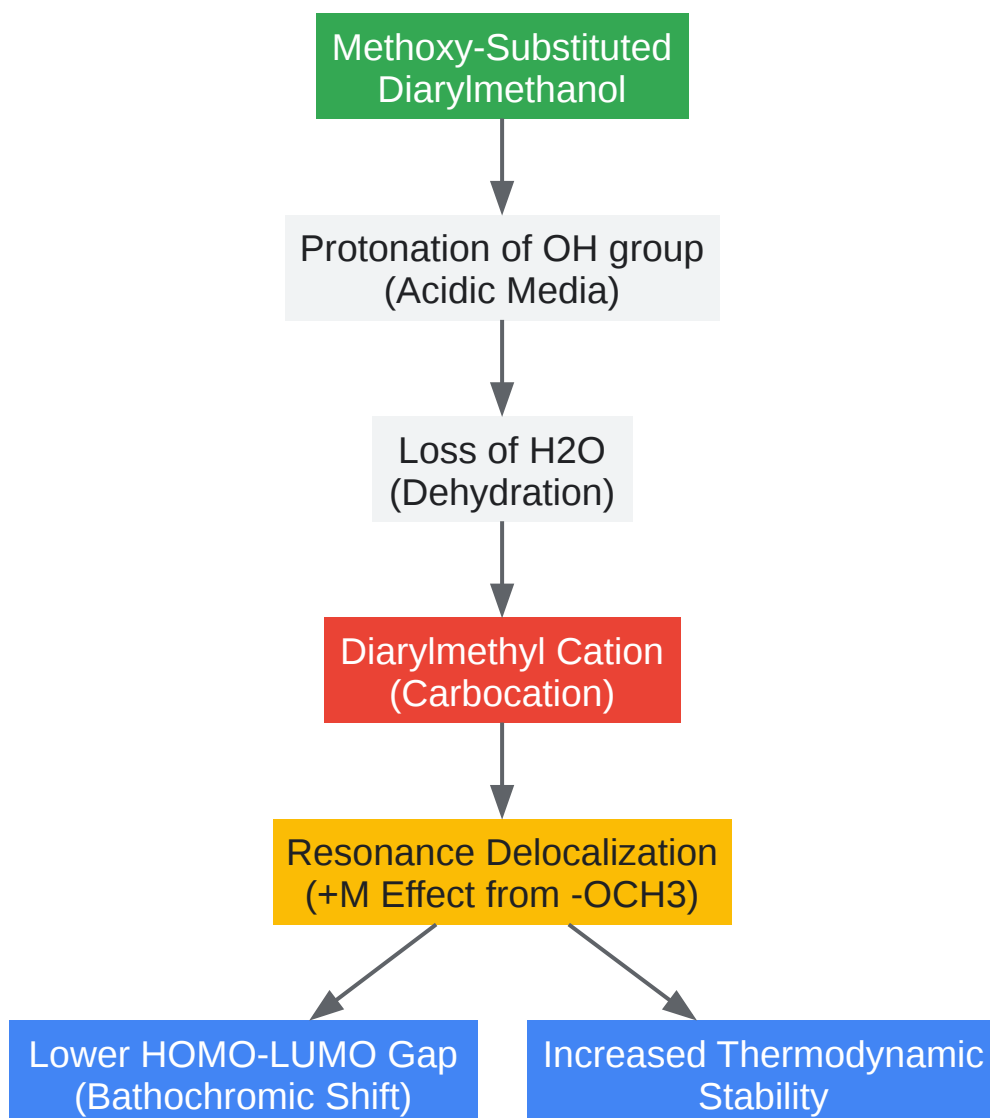 Methoxy-Substituted
Diarylmethanol
Protonation of OH group
(Acidic Media)
Loss of H2O
(Dehydration)
Diarylmethyl Cation
(Carbocation)
Resonance Delocalization
(+M Effect from -OCH3)
Lower HOMO-LUMO Gap
(Bathochromic Shift)
Increased Thermodynamic
Stability